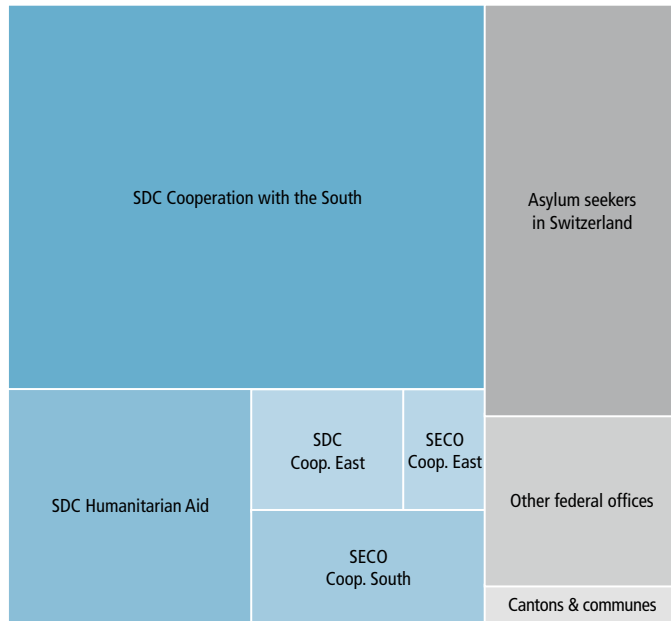 SDC Cooperation with the South
Asylum seekers
in Switzerland
SDC
Coop. East
SECO
Coop. East
SDC Humanitarian Aid
Other federal offices
SECO
Coop. South
Cantons & communes